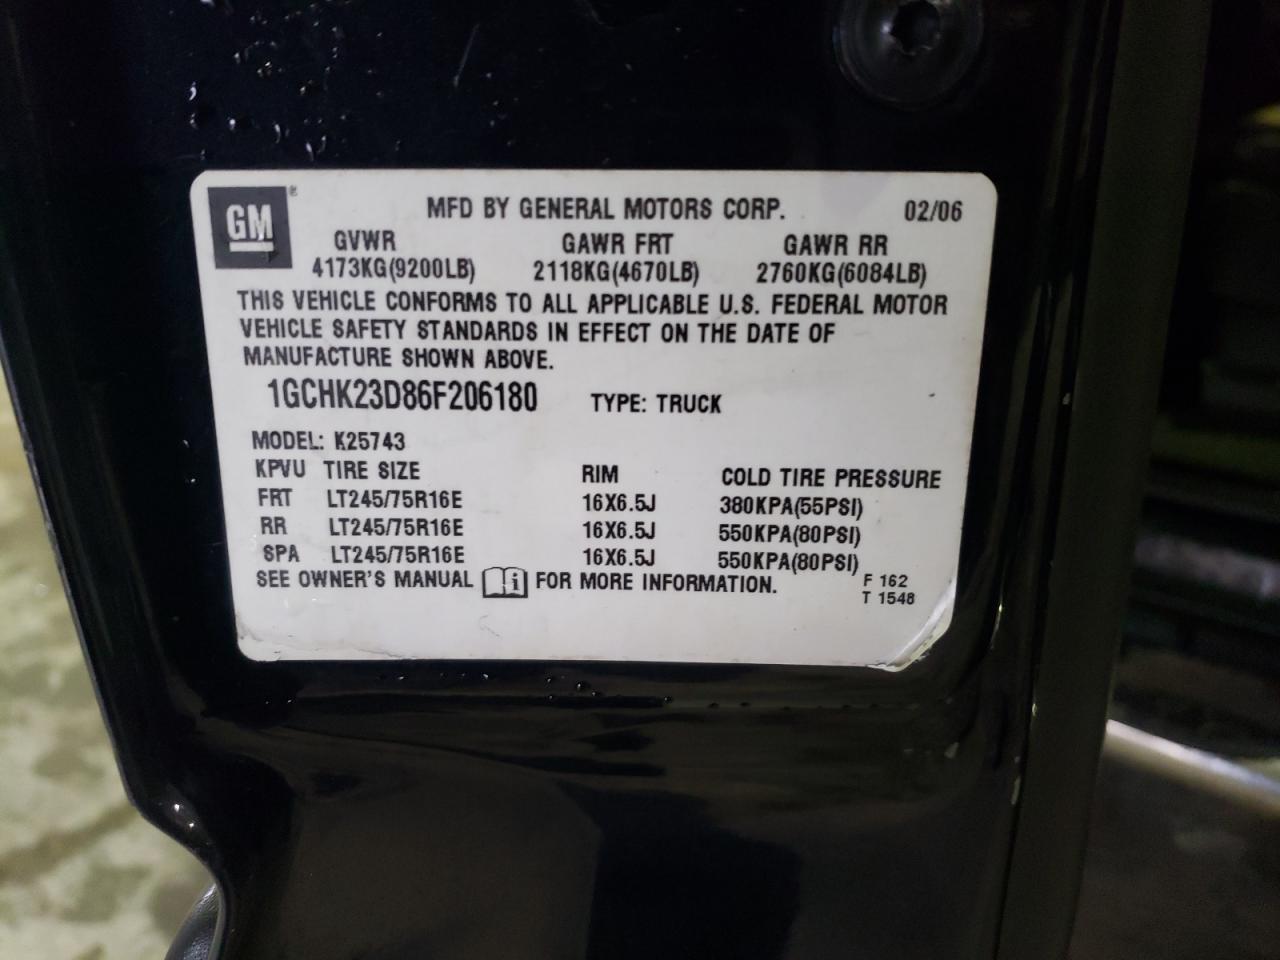 GM ®
MFD BY GENERAL MOTORS CORP. 02/06
GVWR GAWR FRT GAWR RR
4173KG(9200LB) 2118KG(4670LB) 2760KG(6084LB)
THIS VEHICLE CONFORMS TO ALL APPLICABLE U.S. FEDERAL MOTOR
VEHICLE SAFETY STANDARDS IN EFFECT ON THE DATE OF
MANUFACTURE SHOWN ABOVE.
1GCHK23D86F206180 TYPE: TRUCK
MODEL: K25743
KPVU TIRE SIZE RIM COLD TIRE PRESSURE
FRT LT245/75R16E 16X6.5J 380KPA(55PSI)
RR LT245/75R16E 16X6.5J 550KPA(80PSI)
SPA LT245/75R16E 16X6.5J 550KPA(80PSI)
SEE OWNER'S MANUAL i FOR MORE INFORMATION. F 162
T 1548